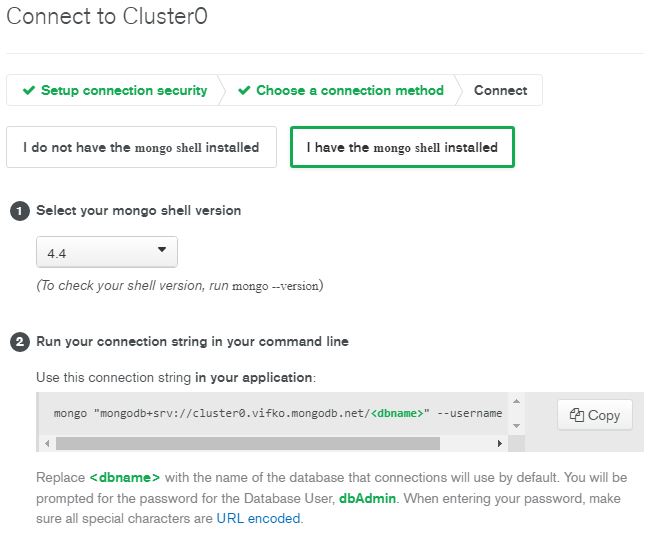 Connect to Cluster0
Setup connection security
Choose a connection method
Connect
I do not have the mongo shell installed
I have the mongo shell installed
1 Select your mongo shell version
4.4
(To check your shell version, run mongo --version)
2 Run your connection string in your command line
Use this connection string in your application:
mongo "mongodb+srv://cluster0.vifko.mongodb.net/<dbname>" --username
Copy
Replace <dbname> with the name of the database that connections will use by default. You will be
prompted for the password for the Database User, dbAdmin. When entering your password, make
sure all special characters are URL encoded.